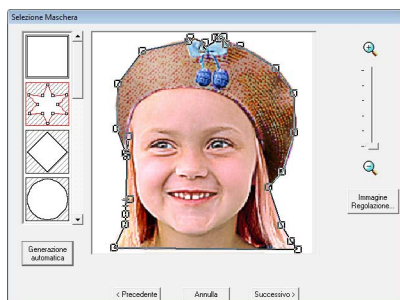 Selezione Maschera
Immagine
Regolazione...
Generazione
automatica
< Precedente
Annulla
Successivo >